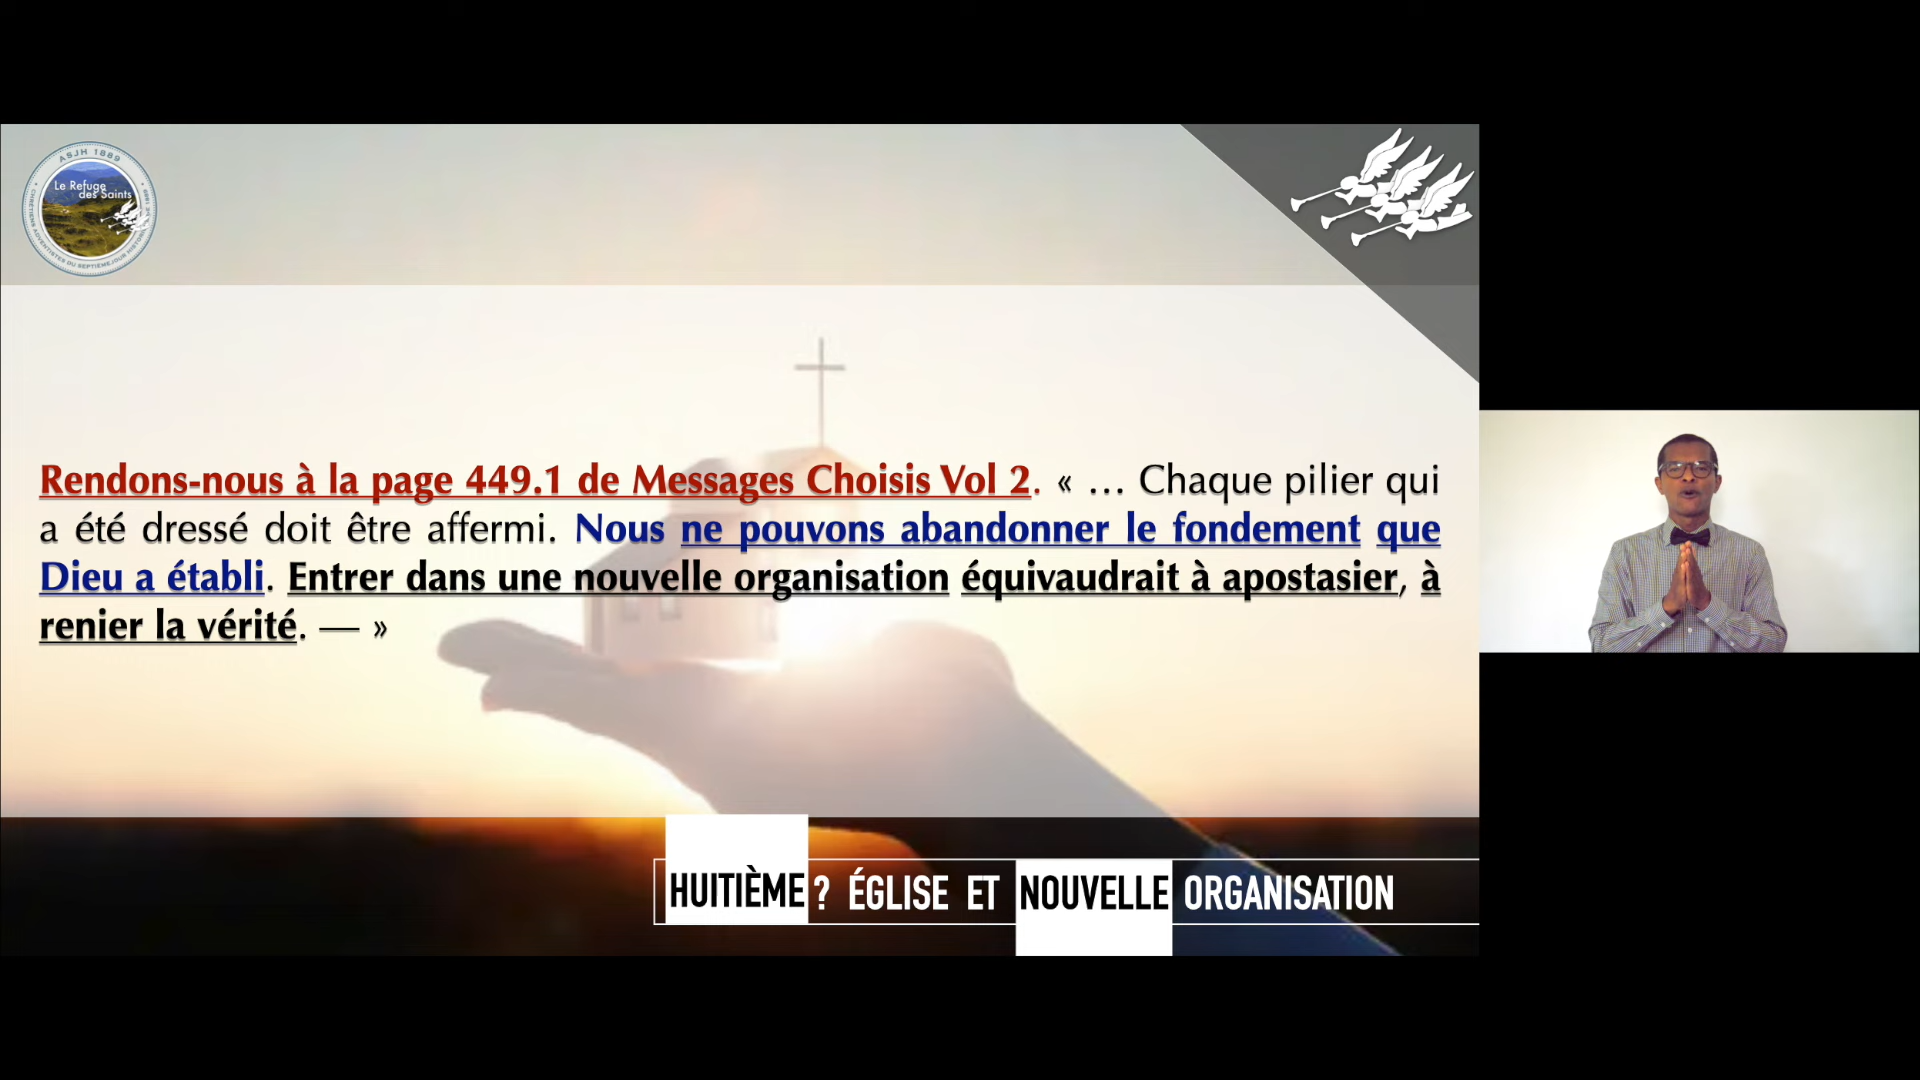 ASJH 1889
Le Refuge
des Saints
Rendons-nous à la page 449.1 de Messages Choisis Vol 2. « … Chaque pilier qui
a été dressé doit être affermi. Nous ne pouvons abandonner le fondement que
Dieu a établi. Entrer dans une nouvelle organisation équivaudrait à apostasier, à
renier la vérité. — »
HUITIÈME ? ÉGLISE ET NOUVELLE ORGANISATION